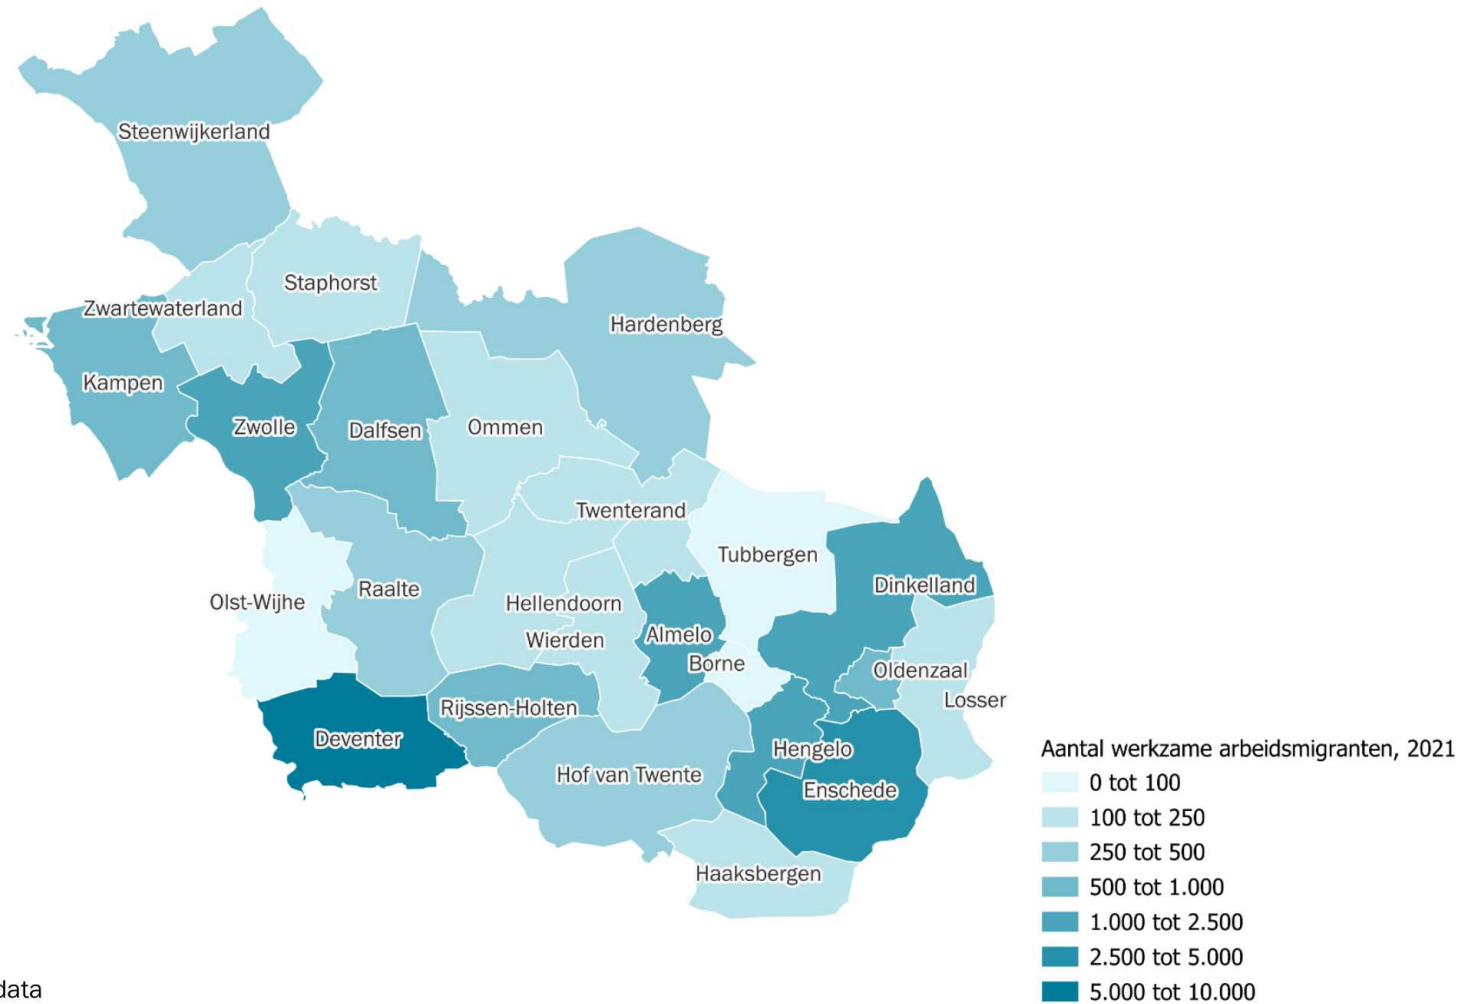 Steenwijkerland
Staphorst
Zwartewaterland
Hardenberg
Kampen
Zwolle
Dalfsen
Ommen
Twenterand
Tubbergen
Dinkelland
Raalte
Olst-Wijhe
Hellendoorn
Wierden
Almelo
Borne
Oldenzaal
Losser
Rijssen-Holten
Deventer
Hengelo
Hof van Twente
Enschede
Haaksbergen
Aantal werkzame arbeidsmigranten, 2021
0 tot 100
100 tot 250
250 tot 500
500 tot 1.000
1.000 tot 2.500
2.500 tot 5.000
5.000 tot 10.000
data